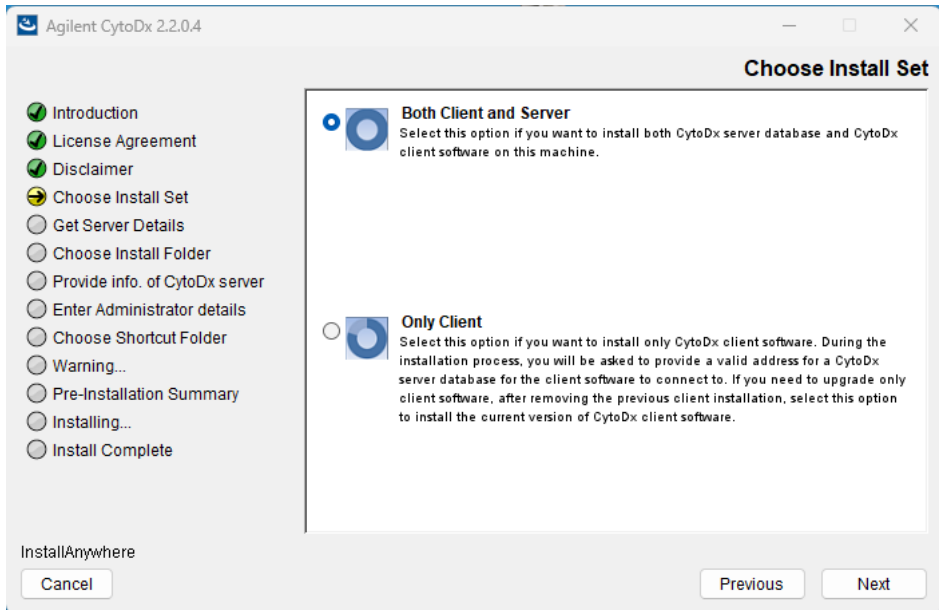 Agilent CytoDx 2.2.0.4
Choose Install Set
Introduction
License Agreement
Disclaimer
Choose Install Set
Get Server Details
Choose Install Folder
Provide info. of CytoDx server
Enter Administrator details
Choose Shortcut Folder
Warning...
Pre-Installation Summary
Installing...
Install Complete
Both Client and Server
Select this option if you want to install both CytoDx server database and CytoDx
client software on this machine.
Only Client
Select this option if you want to install only CytoDx client software. During the
installation process, you will be asked to provide a valid address for a CytoDx
server database for the client software to connect to. If you need to upgrade only
client software, after removing the previous client installation, select this option
to install the current version of CytoDx client software.
InstallAnywhere
Cancel
Previous
Next